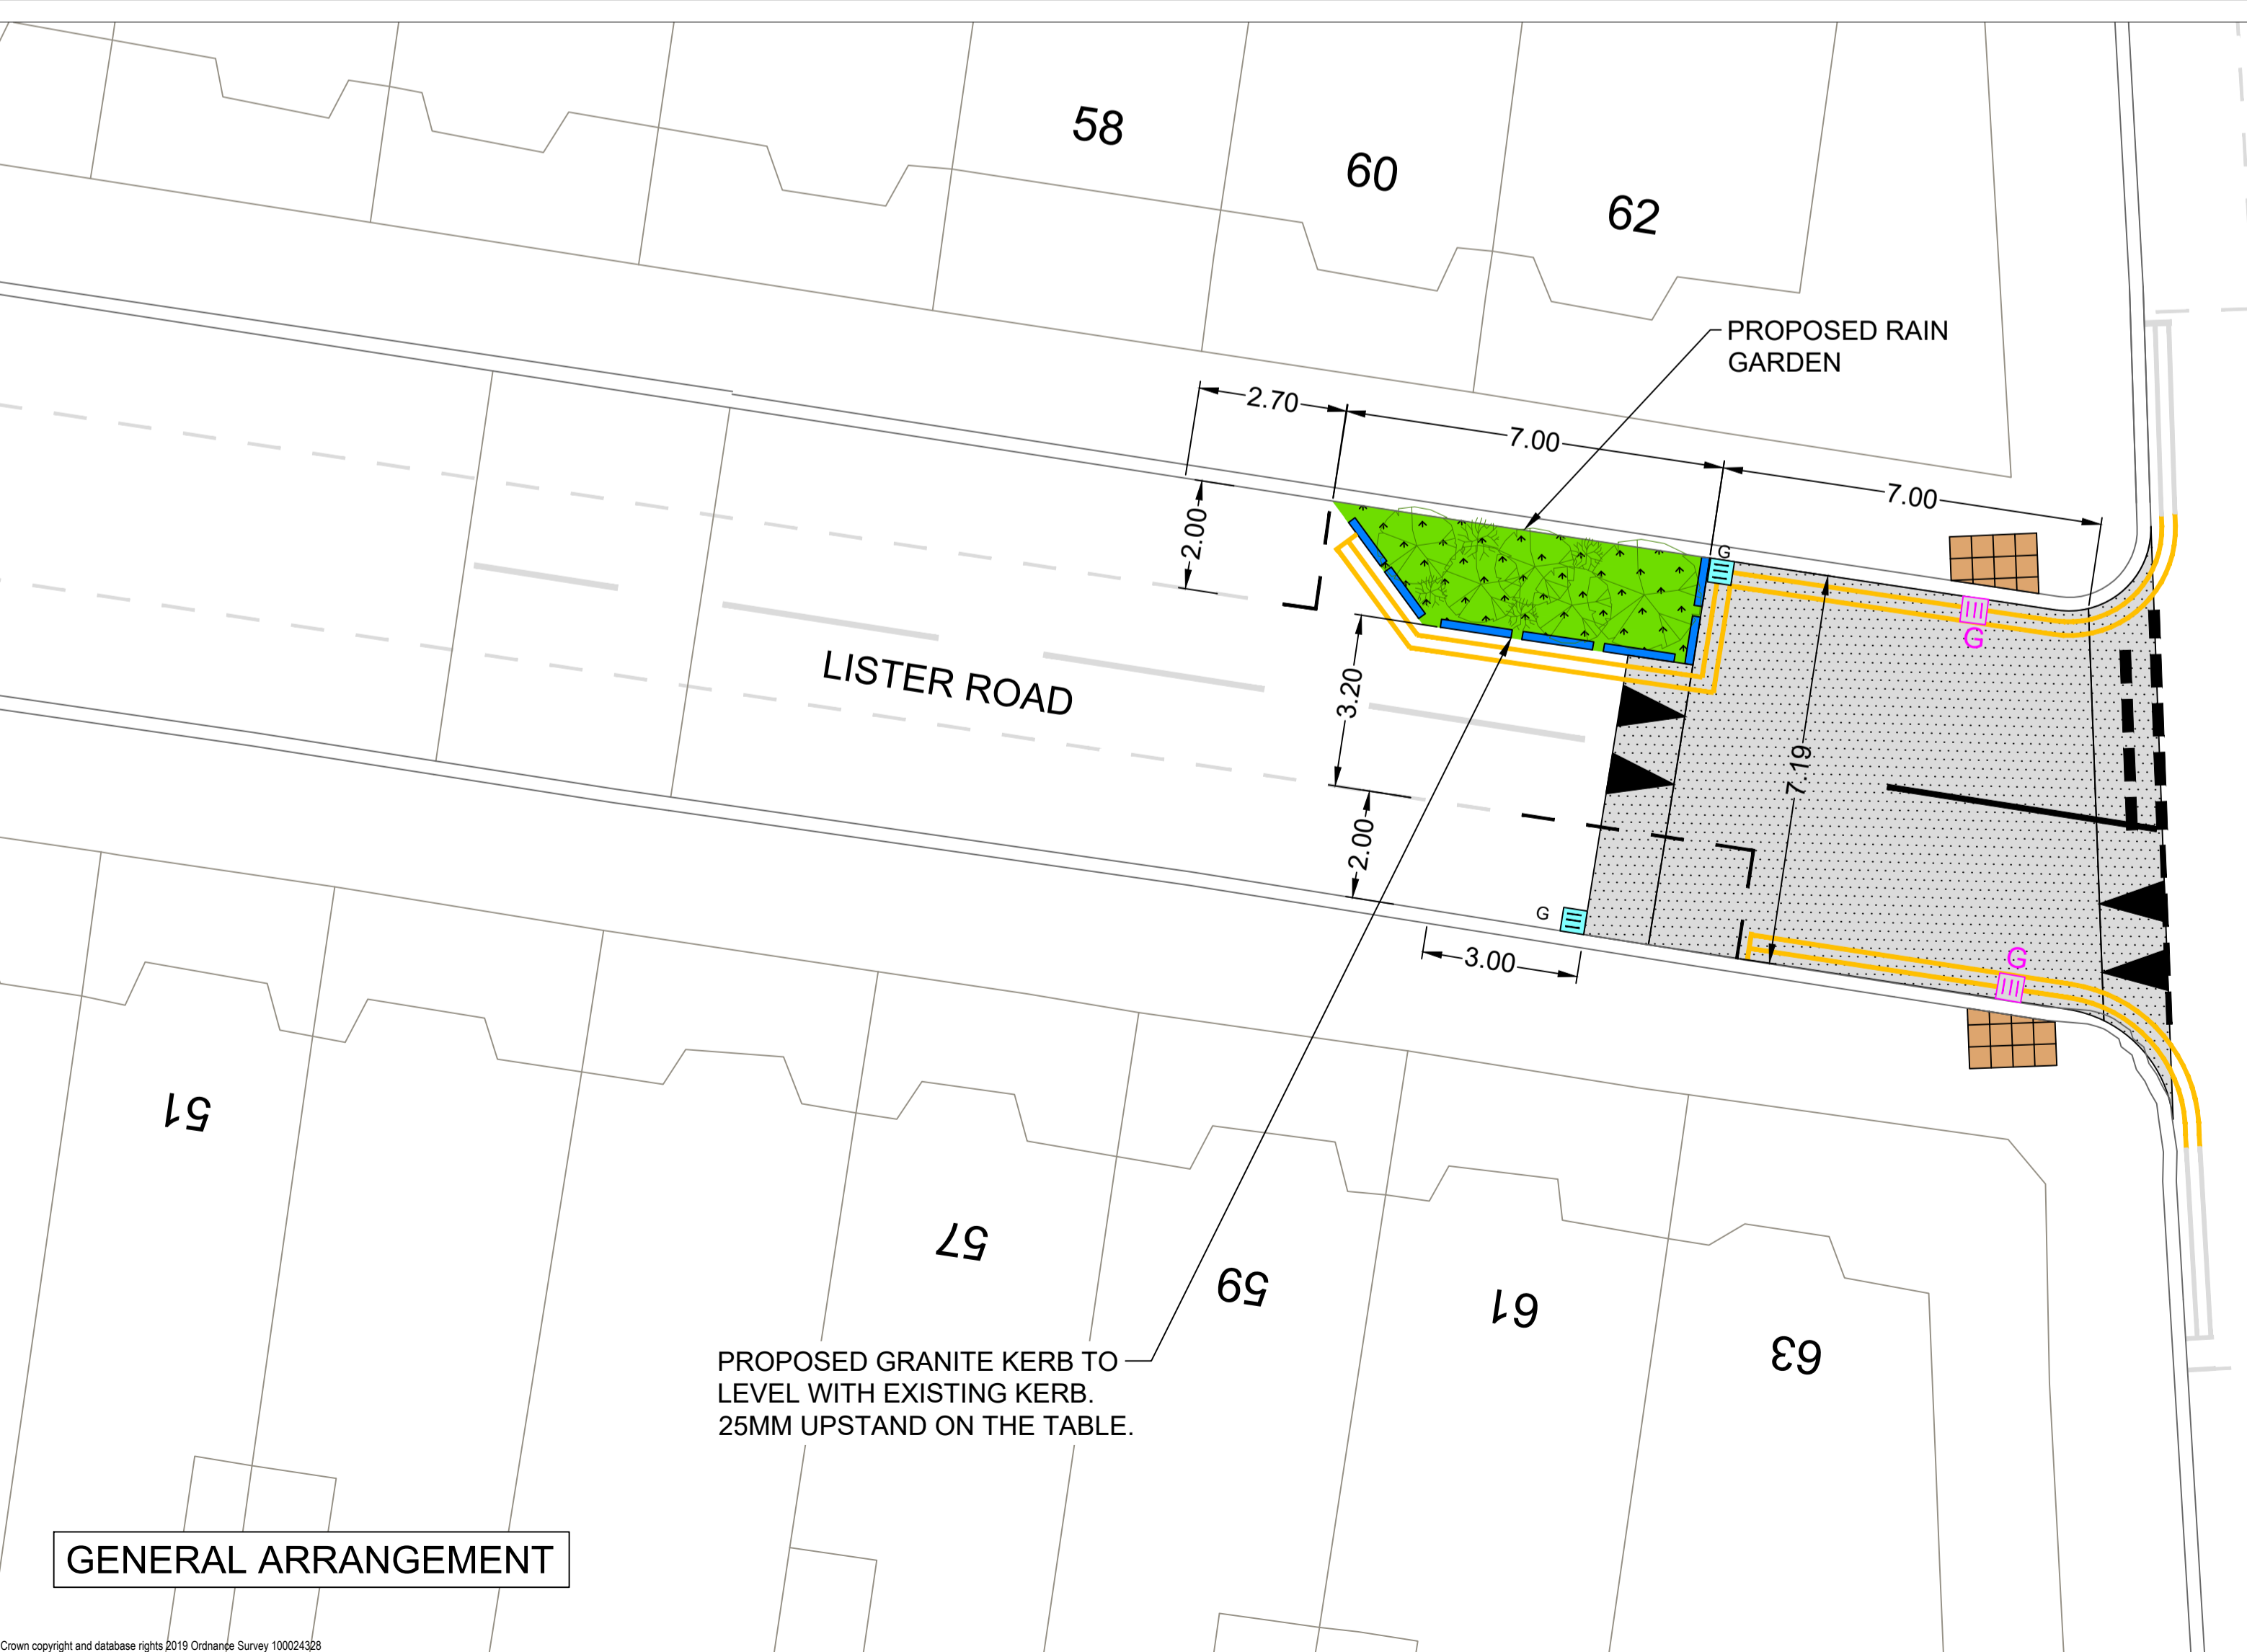 58
60
62
PROPOSED RAIN
GARDEN
2.70
7.00
7.00
2.00
G
G
LISTER ROAD
3.20
7.19
2.00
G
3.00
G
51
57
59
61
63
PROPOSED GRANITE KERB TO
LEVEL WITH EXISTING KERB.
25MM UPSTAND ON THE TABLE.
GENERAL ARRANGEMENT
Crown copyright and database rights 2019 Ordnance Survey 100024328